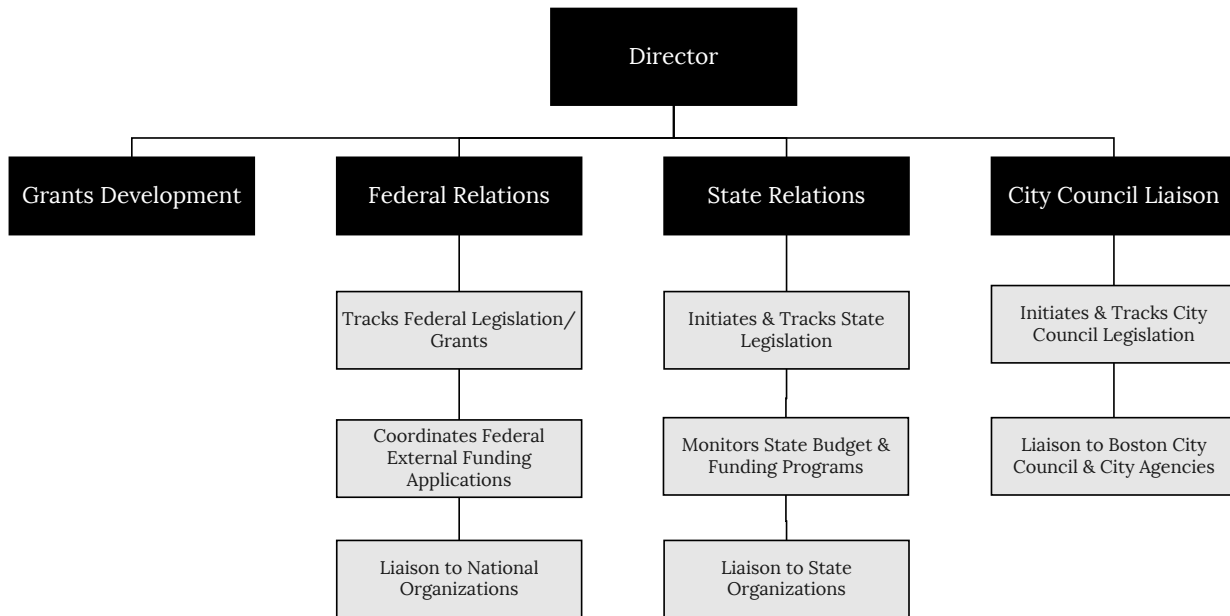 Director
Grants Development
Federal Relations
State Relations
City Council Liaison
Tracks Federal Legislation/
Grants
Coordinates Federal
External Funding
Applications
Liaison to National
Organizations
Initiates & Tracks State
Legislation
Monitors State Budget &
Funding Programs
Liaison to State
Organizations
Initiates & Tracks City
Council Legislation
Liaison to Boston City
Council & City Agencies